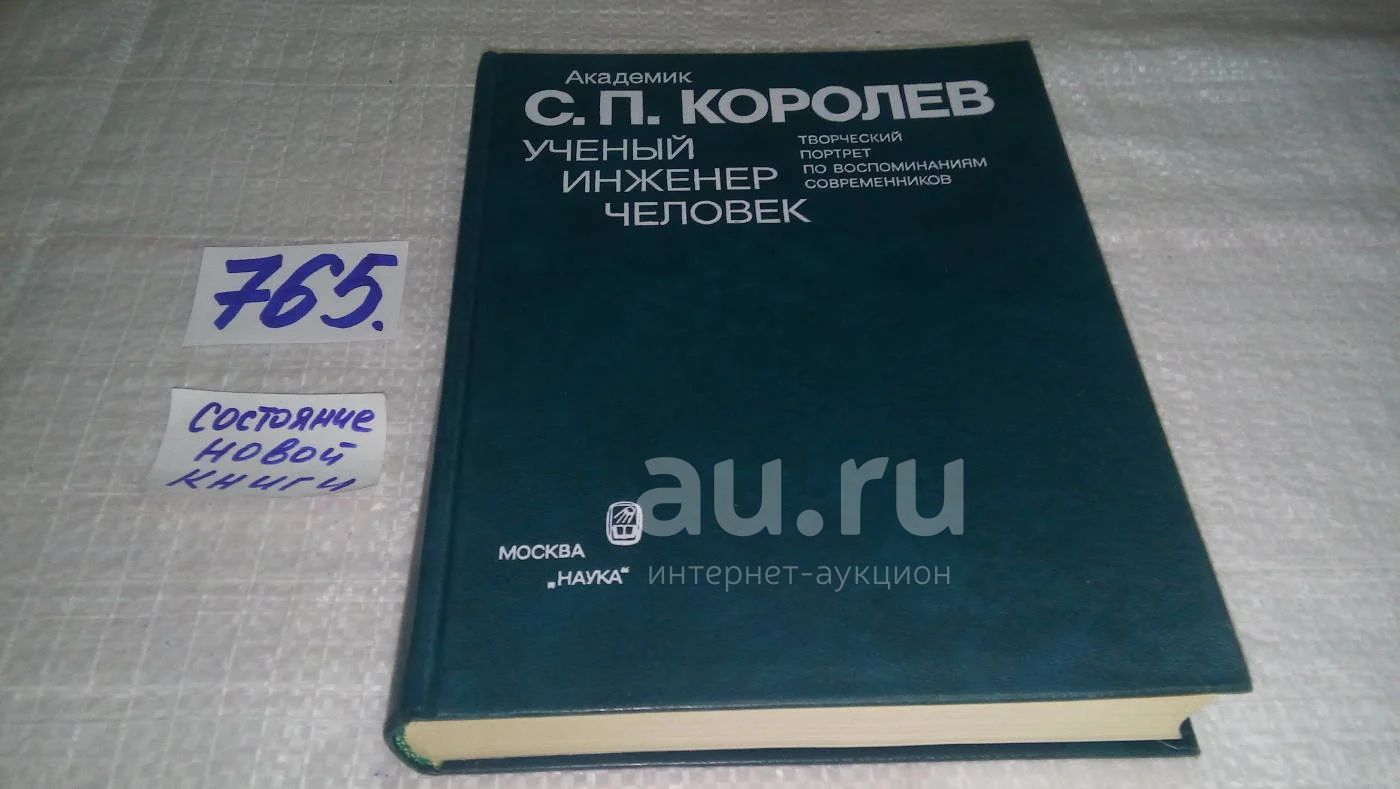 Академик
С. П. КОРОЛЕВ
УЧЕНЫЙ
ИНЖЕНЕР
ЧЕЛОВЕК
ТВОРЧЕСКИЙ
ПОРТРЕТ
ПО ВОСПОМИНАНИЯМ
СОВРЕМЕННИКОВ
765.
Состояние
новой
книги
au.ru
интернет-аукцион
МОСКВА
„НАУКА“